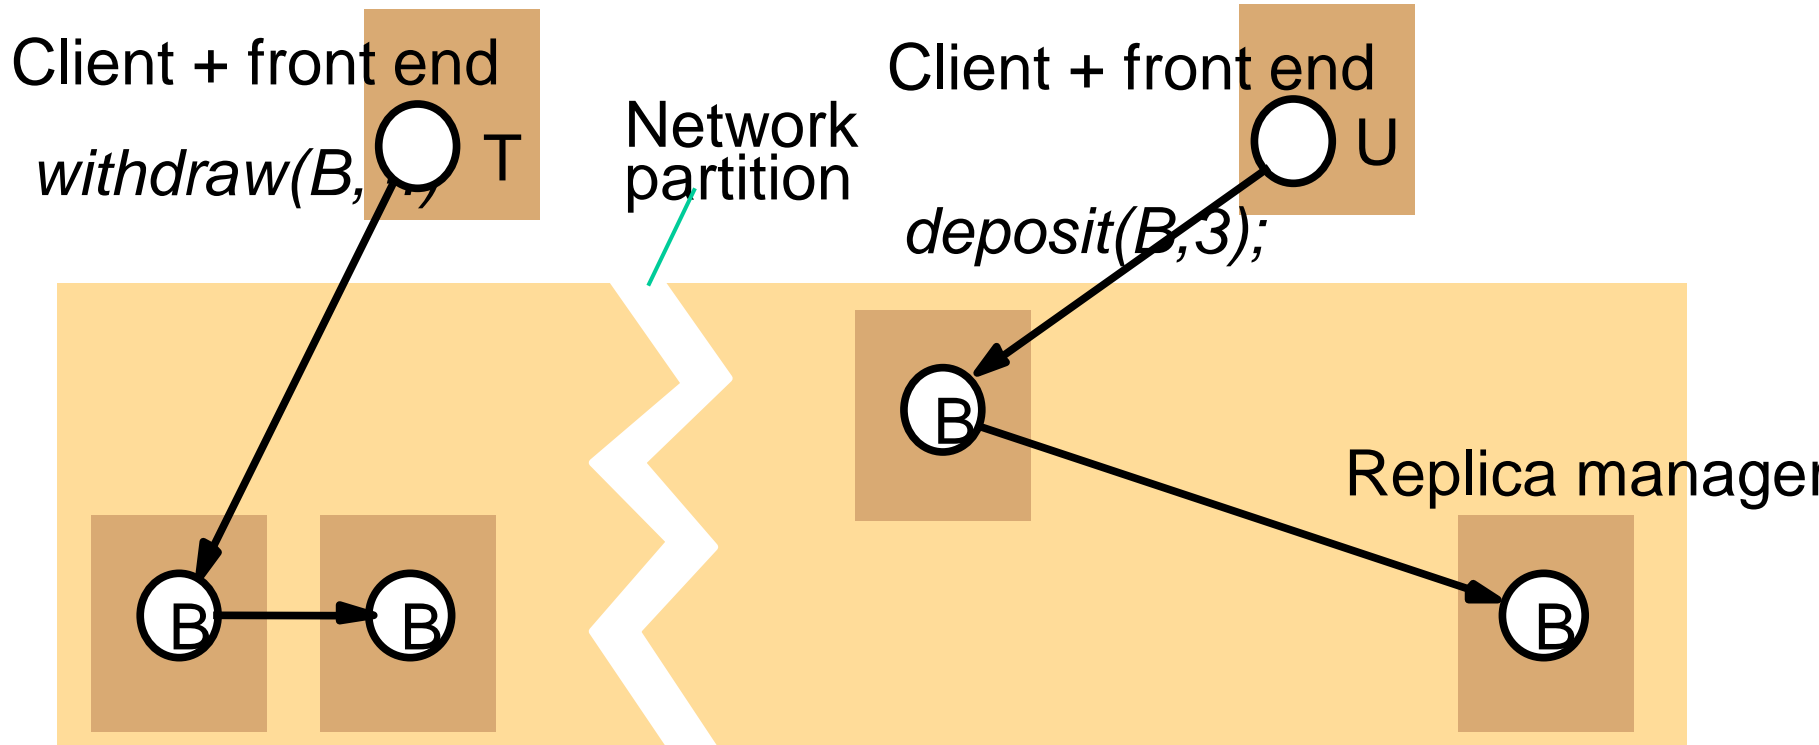 Client + front end
withdraw(B,
T
Network
partition
Client + front end
U
deposit(B,3);
B
Replica manager
B
B
B